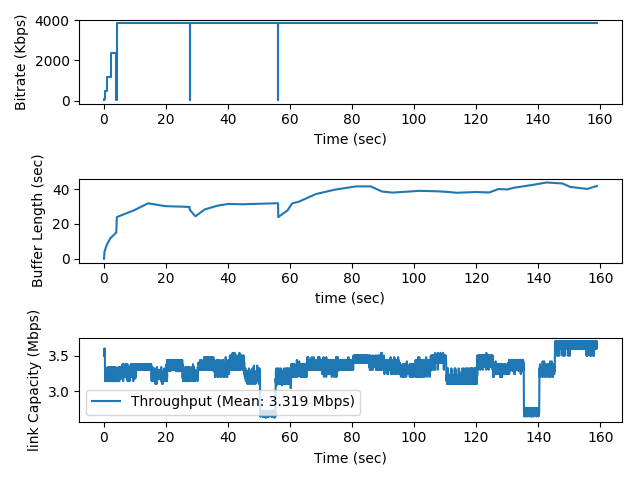 4000
2000
0
Bitrate (Kbps)
0 20 40 60 80 100 120 140 160
Time (sec)
40
20
0
Buffer Length (sec)
0 20 40 60 80 100 120 140 160
time (sec)
3.5
3.0
link Capacity (Mbps)
Throughput (Mean: 3.319 Mbps)
0 20 40 60 80 100 120 140 160
Time (sec)